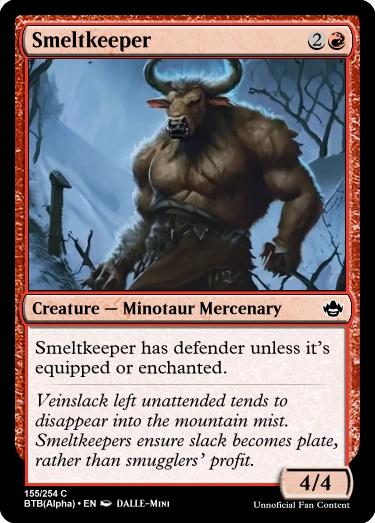 Smeltkeeper 2
Creature — Minotaur Mercenary
Smeltkeeper has defender unless it's
equipped or enchanted.
Veinslack left unattended tends to
disappear into the mountain mist.
Smeltkeepers ensure slack becomes plate,
rather than smugglers' profit.
4/4
155/254 C
BTB(Alpha) • EN DALLE-Mini
Unnoficial Fan Content